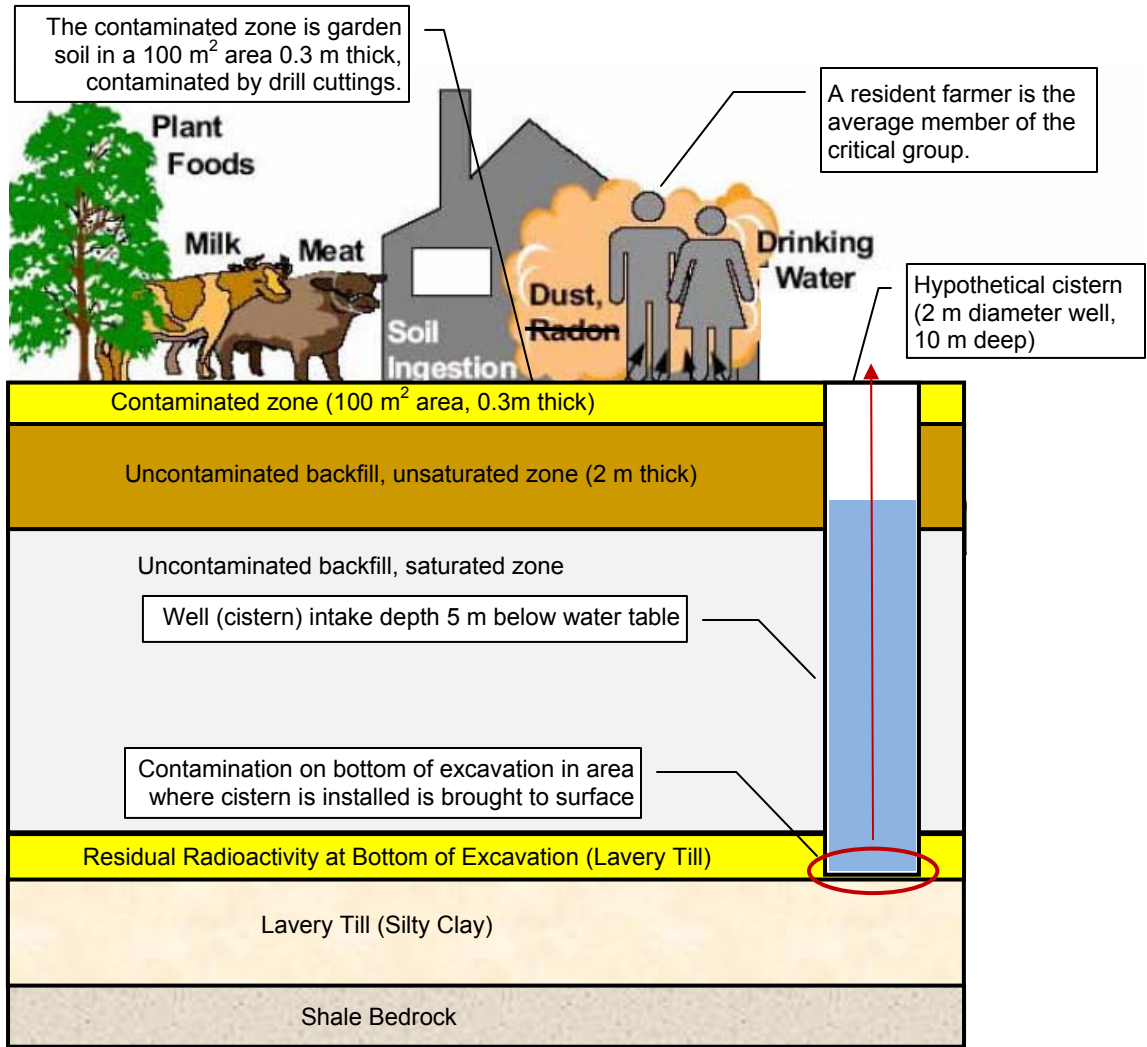 The contaminated zone is garden
soil in a 100 m² area 0.3 m thick,
contaminated by drill cuttings.
A resident farmer is the
average member of the
critical group.
Plant
Foods
Milk
Meat
Soil
Ingestion
Dust,
Radon
Drinking
Water
Hypothetical cistern
(2 m diameter well,
10 m deep)
Contaminated zone (100 m² area, 0.3m thick)
Uncontaminated backfill, unsaturated zone (2 m thick)
Uncontaminated backfill, saturated zone
Well (cistern) intake depth 5 m below water table
Contamination on bottom of excavation in area
where cistern is installed is brought to surface
Residual Radioactivity at Bottom of Excavation (Lavery Till)
Lavery Till (Silty Clay)
Shale Bedrock